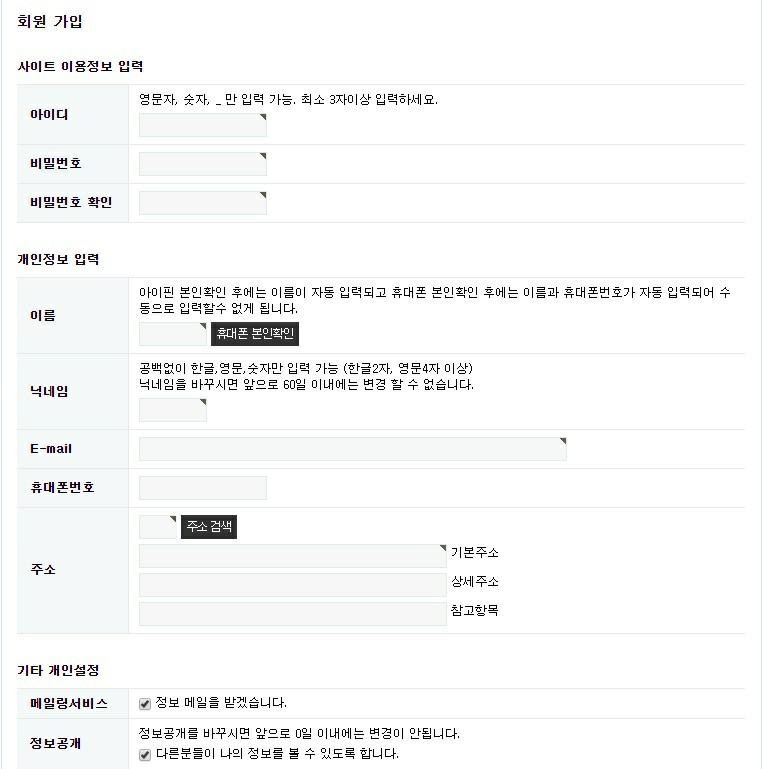 회원 가입
사이트 이용정보 입력
아이디
영문자, 숫자, _ 만 입력 가능. 최소 3자이상 입력하세요.
비밀번호
비밀번호 확인
개인정보 입력
이름
아이핀 본인확인 후에는 이름이 자동 입력되고 휴대폰 본인확인 후에는 이름과 휴대폰번호가 자동 입력되어 수
동으로 입력할수 없게 됩니다.
휴대폰 본인확인
닉네임
공백없이 한글,영문,숫자만 입력 가능 (한글2자, 영문4자 이상)
닉네임을 바꾸시면 앞으로 60일 이내에는 변경 할 수 없습니다.
E-mail
휴대폰번호
주소
주소 검색
기본주소
상세주소
참고항목
기타 개인설정
메일링서비스
정보 메일을 받겠습니다.
정보공개
정보공개를 바꾸시면 앞으로 0일 이내에는 변경이 안됩니다.
다른분들이 나의 정보를 볼 수 있도록 합니다.